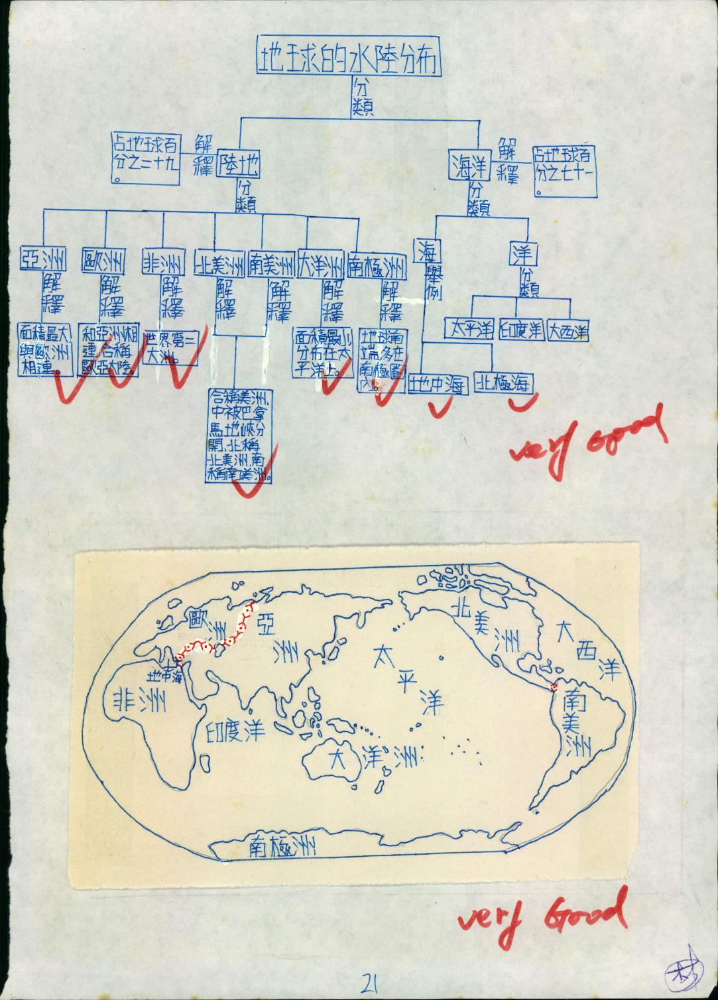 地球的水陸分布
分
類
占地球百
分之二十九
。
解
釋
陸地
海洋
解
釋
占地球百
分之七十一
。
分
類
分
類
亞洲
歐洲
非洲
北美洲
南美洲
大洋洲
南極洲
海
洋
解
釋
解
釋
解
釋
解
釋
解
釋
解
釋
解
釋
舉
例
分
類
太平洋
印度洋
大西洋
面積最大
與歐洲
相連。
和亞洲相
連,合稱
歐亞大陸。
世界第二
大洲。
面積最小,
分布在太
平洋上。
地球南
端,多在
南極圈
內。
地中海
北極海
合稱美洲,
中被巴拿
馬地峽分
開,北稱
北美洲,南
稱南美洲。
very Good
歐
洲
亞
洲
北
美
洲
大
西
洋
太
平
洋
地中海
非洲
印度洋
大洋洲
南
美
洲
南極洲
very Good
21